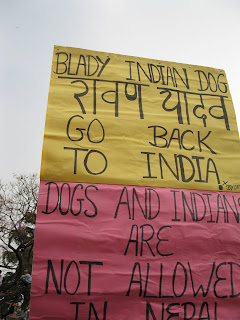 BLADY INDIAN DOG
रावण यादव
GO BACK
TO INDIA.
DOGS AND INDIANS
ARE
NOT ALLOWED
IN NEPAL